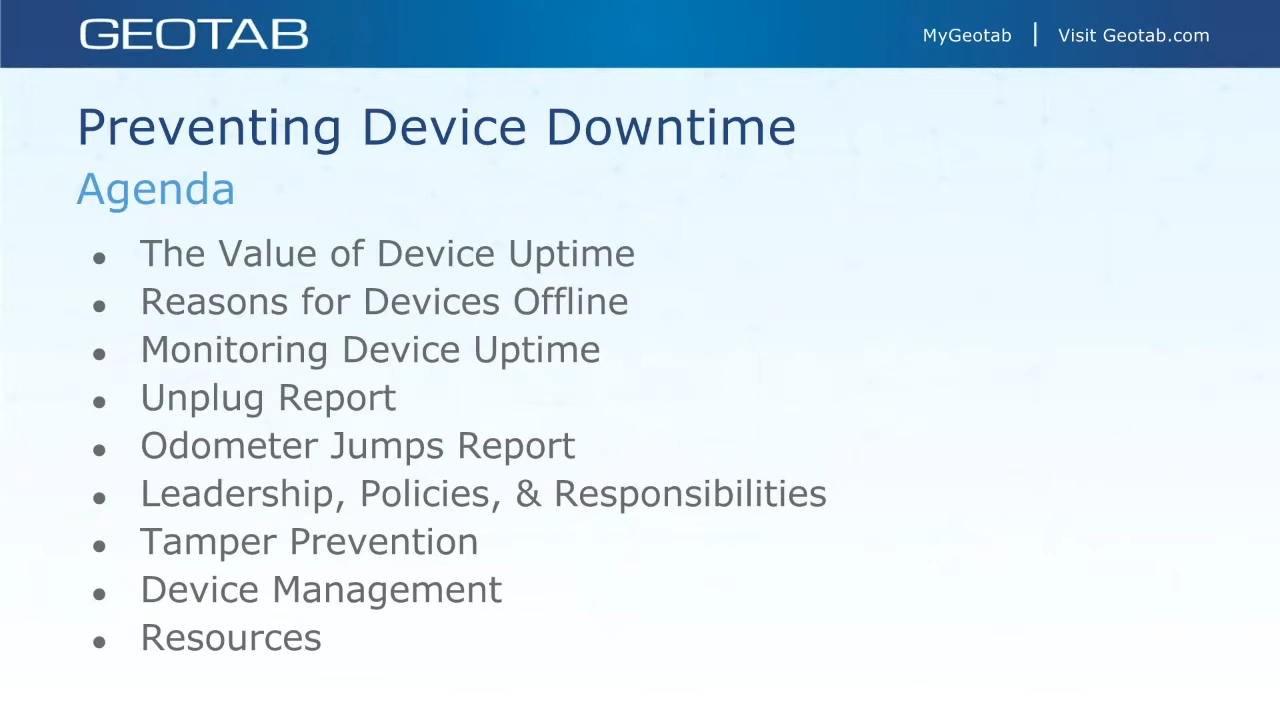 GEOTAB
MyGeotab | Visit Geotab.com
Preventing Device Downtime
Agenda
● The Value of Device Uptime
● Reasons for Devices Offline
● Monitoring Device Uptime
● Unplug Report
● Odometer Jumps Report
● Leadership, Policies, & Responsibilities
● Tamper Prevention
● Device Management
● Resources